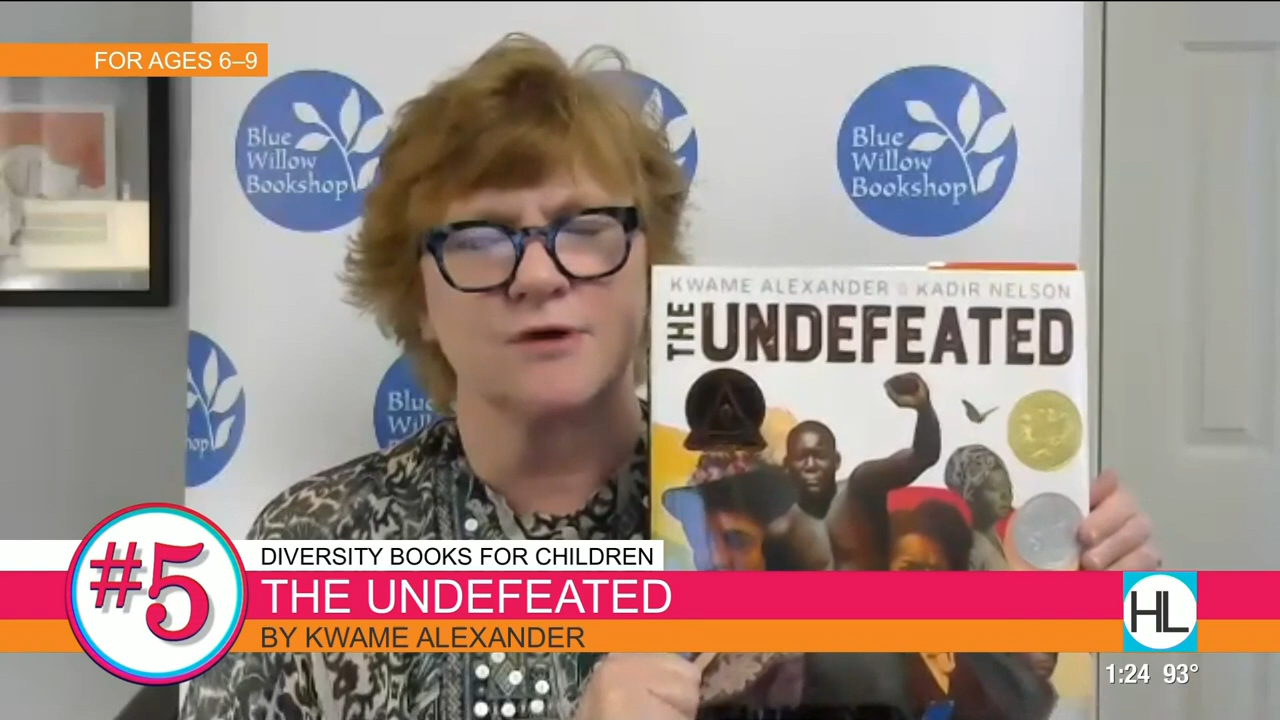 FOR AGES 6–9
Blue
Willow
Bookshop
Blue
Willow
Bookshop
KWAME ALEXANDER & KADIR NELSON
THE UNDEFEATED
Blue
#5
DIVERSITY BOOKS FOR CHILDREN
THE UNDEFEATED
BY KWAME ALEXANDER
HL
1:24 93°